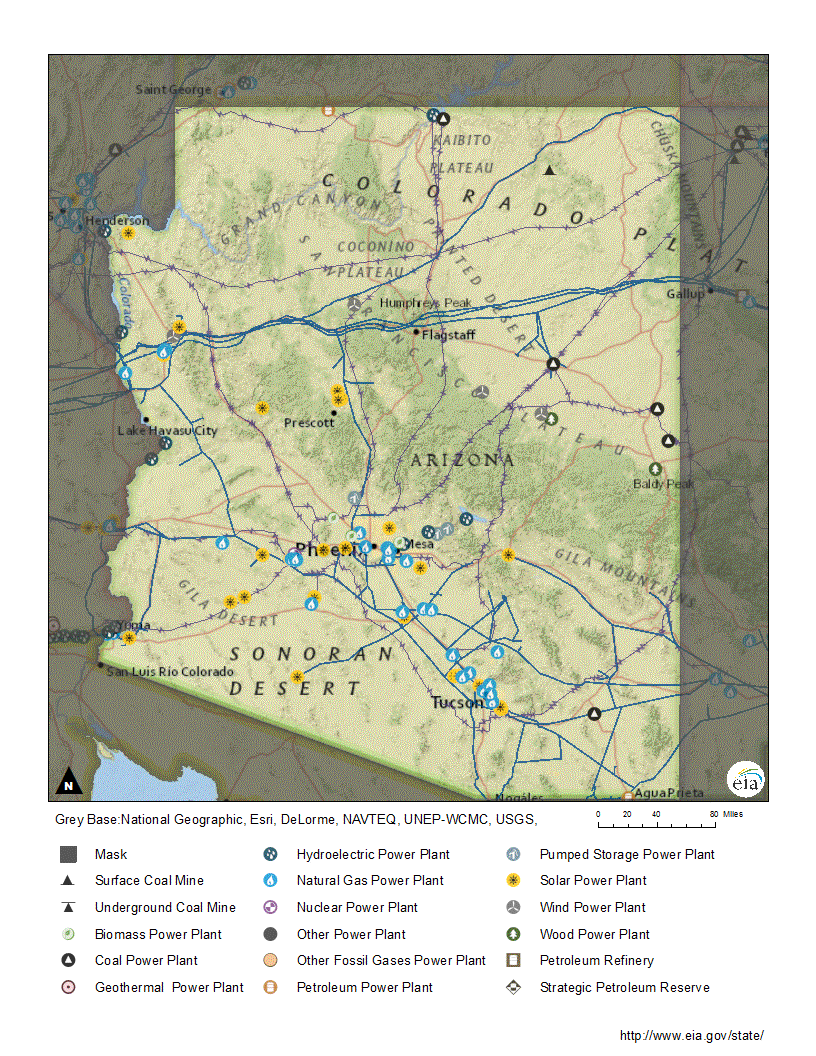 Saint George
KAIBITO
PLATEAU
CHUSKA MOUNTAINS
COLORADO PLAT
GRAND CANYON
Henderson
COCONINO
PLATEAU
PAINTED DESERT
SAN FRANCISCO PLATEAU
Colorado
Gallup
Humphreys Peak
Flagstaff
Prescott
Lake Havasu City
ARIZONA
Baldy Peak
Mesa
GILA MOUNTAINS
GILA DESERT
Yuma
SONORAN
DESERT
San Luis Río Colorado
Tucson
Nogales
Agua Prieta
N
eia
Grey Base:National Geographic, Esri, DeLorme, NAVTEQ, UNEP-WCMC, USGS,
0 20 40 80 Miles
Mask
Hydroelectric Power Plant
Pumped Storage Power Plant
Surface Coal Mine
Natural Gas Power Plant
Solar Power Plant
Underground Coal Mine
Nuclear Power Plant
Wind Power Plant
Biomass Power Plant
Other Power Plant
Wood Power Plant
Coal Power Plant
Other Fossil Gases Power Plant
Petroleum Refinery
Geothermal Power Plant
Petroleum Power Plant
Strategic Petroleum Reserve
http://www.eia.gov/state/